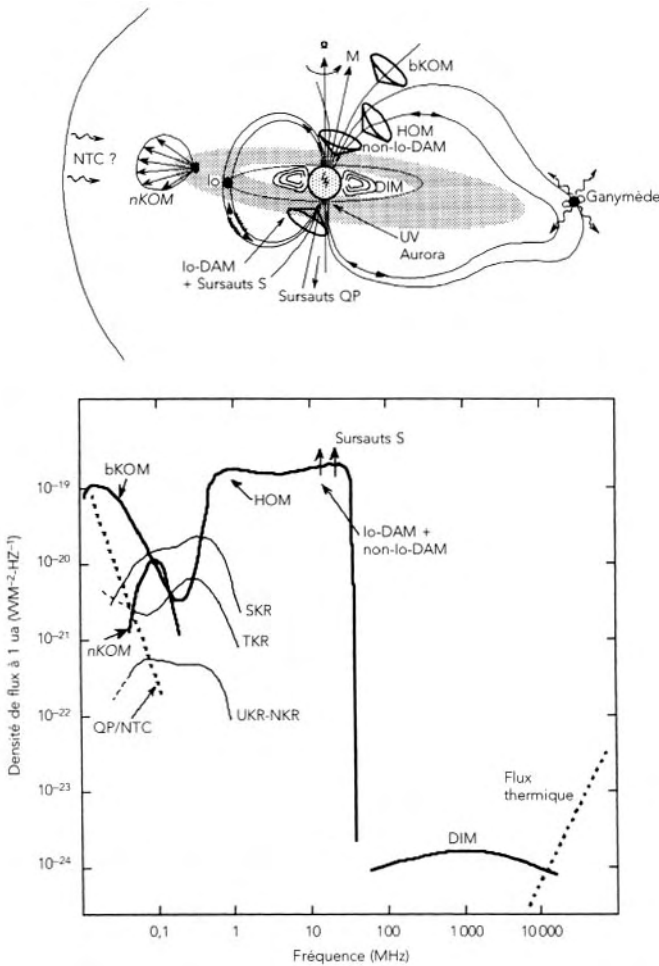 Ω
M
bKOM
HOM
non-Io-DAM
NTC ?
nKOM
Io
DIM
Ganymède
UV
Aurora
Io-DAM
+ Sursauts S
Sursauts QP
Densité de flux à 1 ua (WM-2-HZ-1)
10-19
10-20
10-21
10-22
10-23
10-24
bKOM
Sursauts S
HOM
Io-DAM +
non-Io-DAM
SKR
nKOM
TKR
QP/NTC
UKR-NKR
Flux
thermique
DIM
0,1
1
10
100
1 000
10 000
Fréquence (MHz)